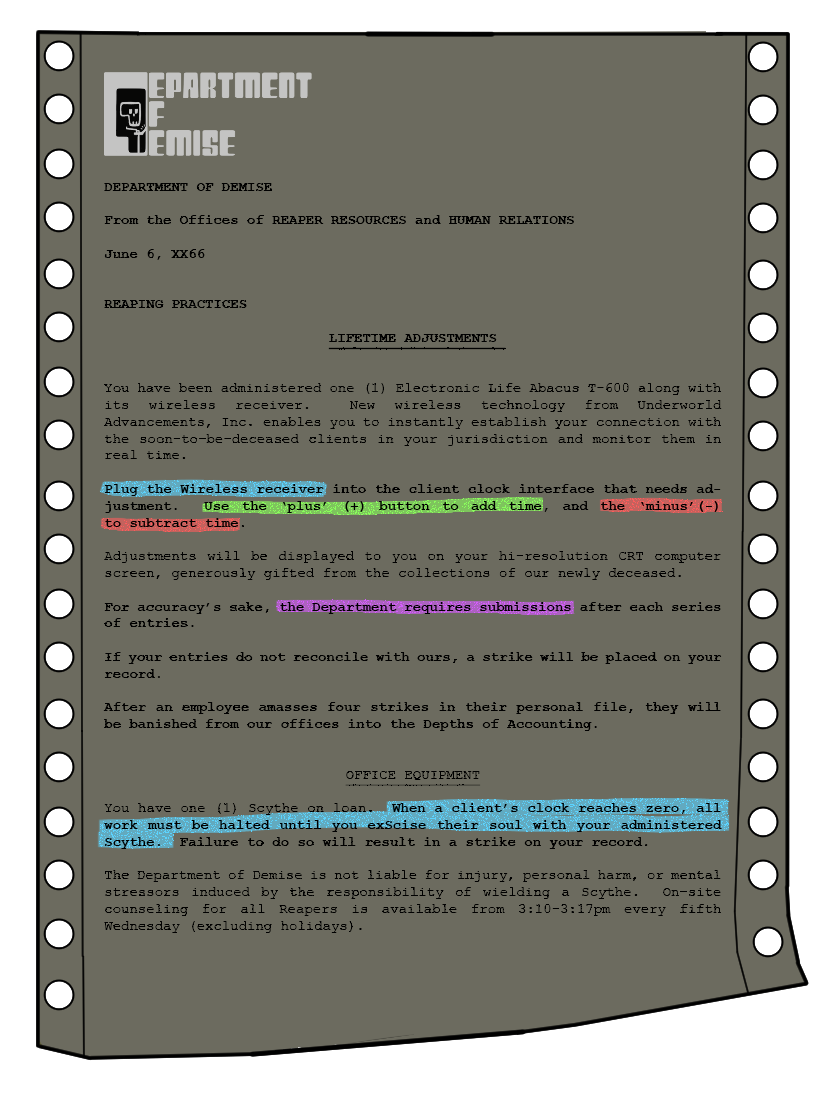 DEPARTMENT
OF
DEMISE
DEPARTMENT OF DEMISE
From the Offices of REAPER RESOURCES and HUMAN RELATIONS
June 6, XX66
REAPING PRACTICES
LIFETIME ADJUSTMENTS
You have been administered one (1) Electronic Life Abacus T-600 along with
its wireless receiver. New wireless technology from Underworld
Advancements, Inc. enables you to instantly establish your connection with
the soon-to-be-deceased clients in your jurisdiction and monitor them in
real time.
Plug the Wireless receiver into the client clock interface that needs ad-
justment. Use the 'plus' (+) button to add time, and the 'minus'(-)
to subtract time.
Adjustments will be displayed to you on your hi-resolution CRT computer
screen, generously gifted from the collections of our newly deceased.
For accuracy's sake, the Department requires submissions after each series
of entries.
If your entries do not reconcile with ours, a strike will be placed on your
record.
After an employee amasses four strikes in their personal file, they will
be banished from our offices into the Depths of Accounting.
OFFICE EQUIPMENT
You have one (1) Scythe on loan. When a client's clock reaches zero, all
work must be halted until you exScise their soul with your administered
Scythe. Failure to do so will result in a strike on your record.
The Department of Demise is not liable for injury, personal harm, or mental
stressors induced by the responsibility of wielding a Scythe. On-site
counseling for all Reapers is available from 3:10-3:17pm every fifth
Wednesday (excluding holidays).